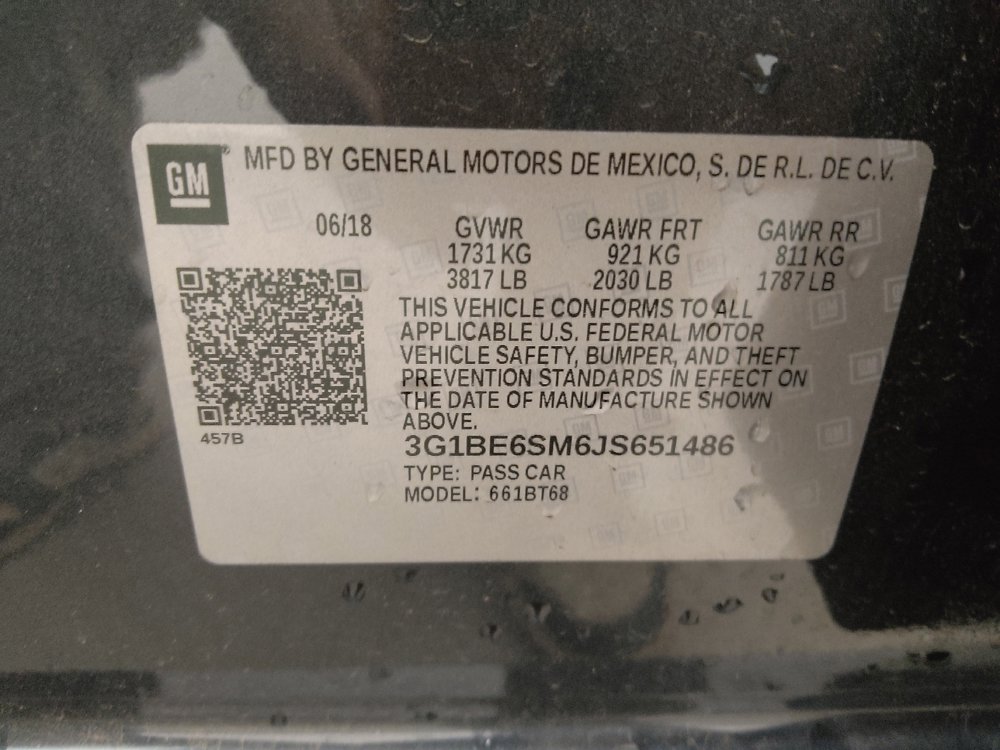 GM
MFD BY GENERAL MOTORS DE MEXICO, S. DE R.L. DE C.V.
06/18 GVWR GAWR FRT GAWR RR
1731 KG 921 KG 811 KG
3817 LB 2030 LB 1787 LB
THIS VEHICLE CONFORMS TO ALL
APPLICABLE U.S. FEDERAL MOTOR
VEHICLE SAFETY, BUMPER, AND THEFT
PREVENTION STANDARDS IN EFFECT ON
THE DATE OF MANUFACTURE SHOWN
ABOVE.
457B
3G1BE6SM6JS651486
TYPE: PASS CAR
MODEL: 661BT68